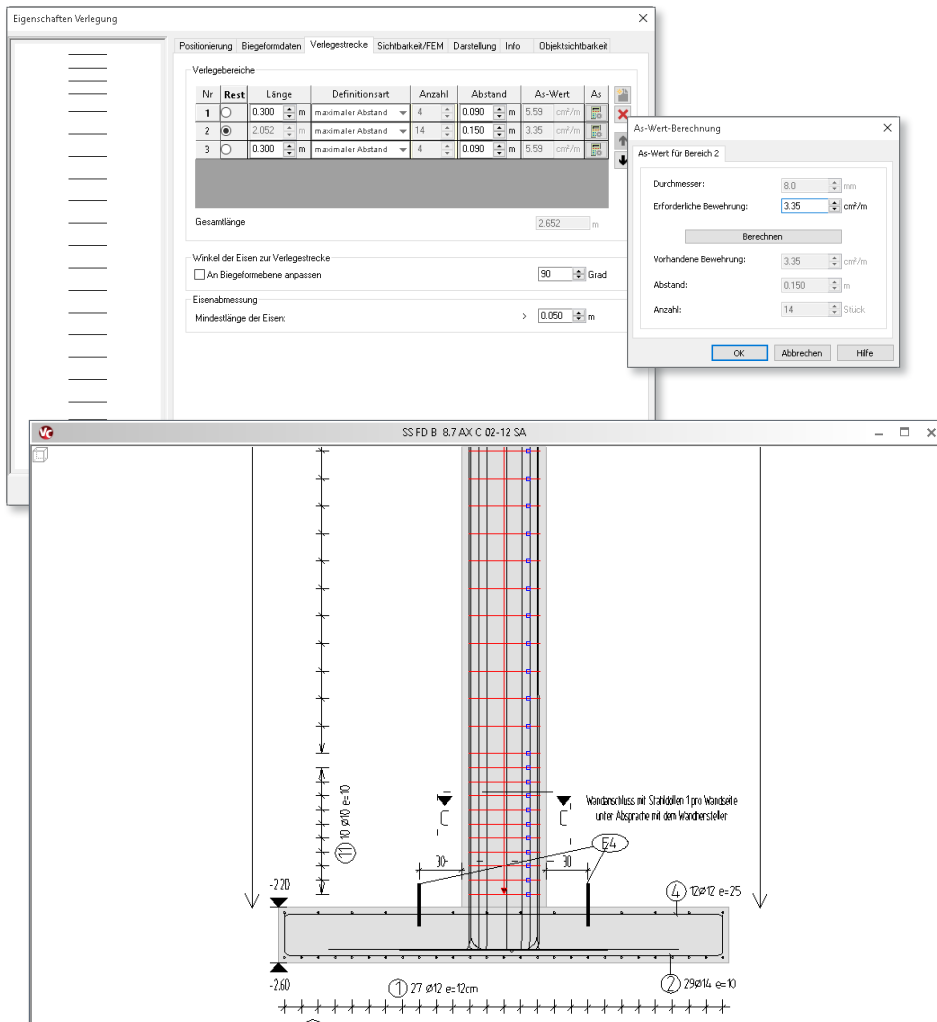 Eigenschaften Verlegung
Positionierung Biegeformdaten Verlegestrecke Sichtbarkeit/FEM Darstellung Info Objektsichtbarkeit
Verlegebereiche
Nr Rest Länge Definitionsart Anzahl Abstand As-Wert As
1 0.300 m maximaler Abstand 4 0.090 m 5.59 cm²/m
2 2.052 m maximaler Abstand 14 0.150 m 3.35 cm²/m
3 0.300 m maximaler Abstand 4 0.090 m 5.59 cm²/m
Gesamtlänge 2.652 m
Winkel der Eisen zur Verlegestrecke
An Biegeformebene anpassen 90 Grad
Eisenabmessung
Mindestlänge der Eisen: > 0.050 m
As-Wert-Berechnung
As-Wert für Bereich 2
Durchmesser: 8.0 mm
Erforderliche Bewehrung: 3.35 cm²/m
Berechnen
Vorhandene Bewehrung: 3.35 cm²/m
Abstand: 0.150 m
Anzahl: 14 Stück
OK Abbrechen Hilfe
VC
SS FD B 8.7 AX C 02-12 SA
11 10 ø10 e=10
C C
Wandanschluss mit Stahldollen 1 pro Wandseite
unter Absprache mit dem Wandhersteller
E4
30 30
-2.20
4 12ø12 e=25
-2.60
1 27 ø12 e=12cm
2 29ø14 e=10